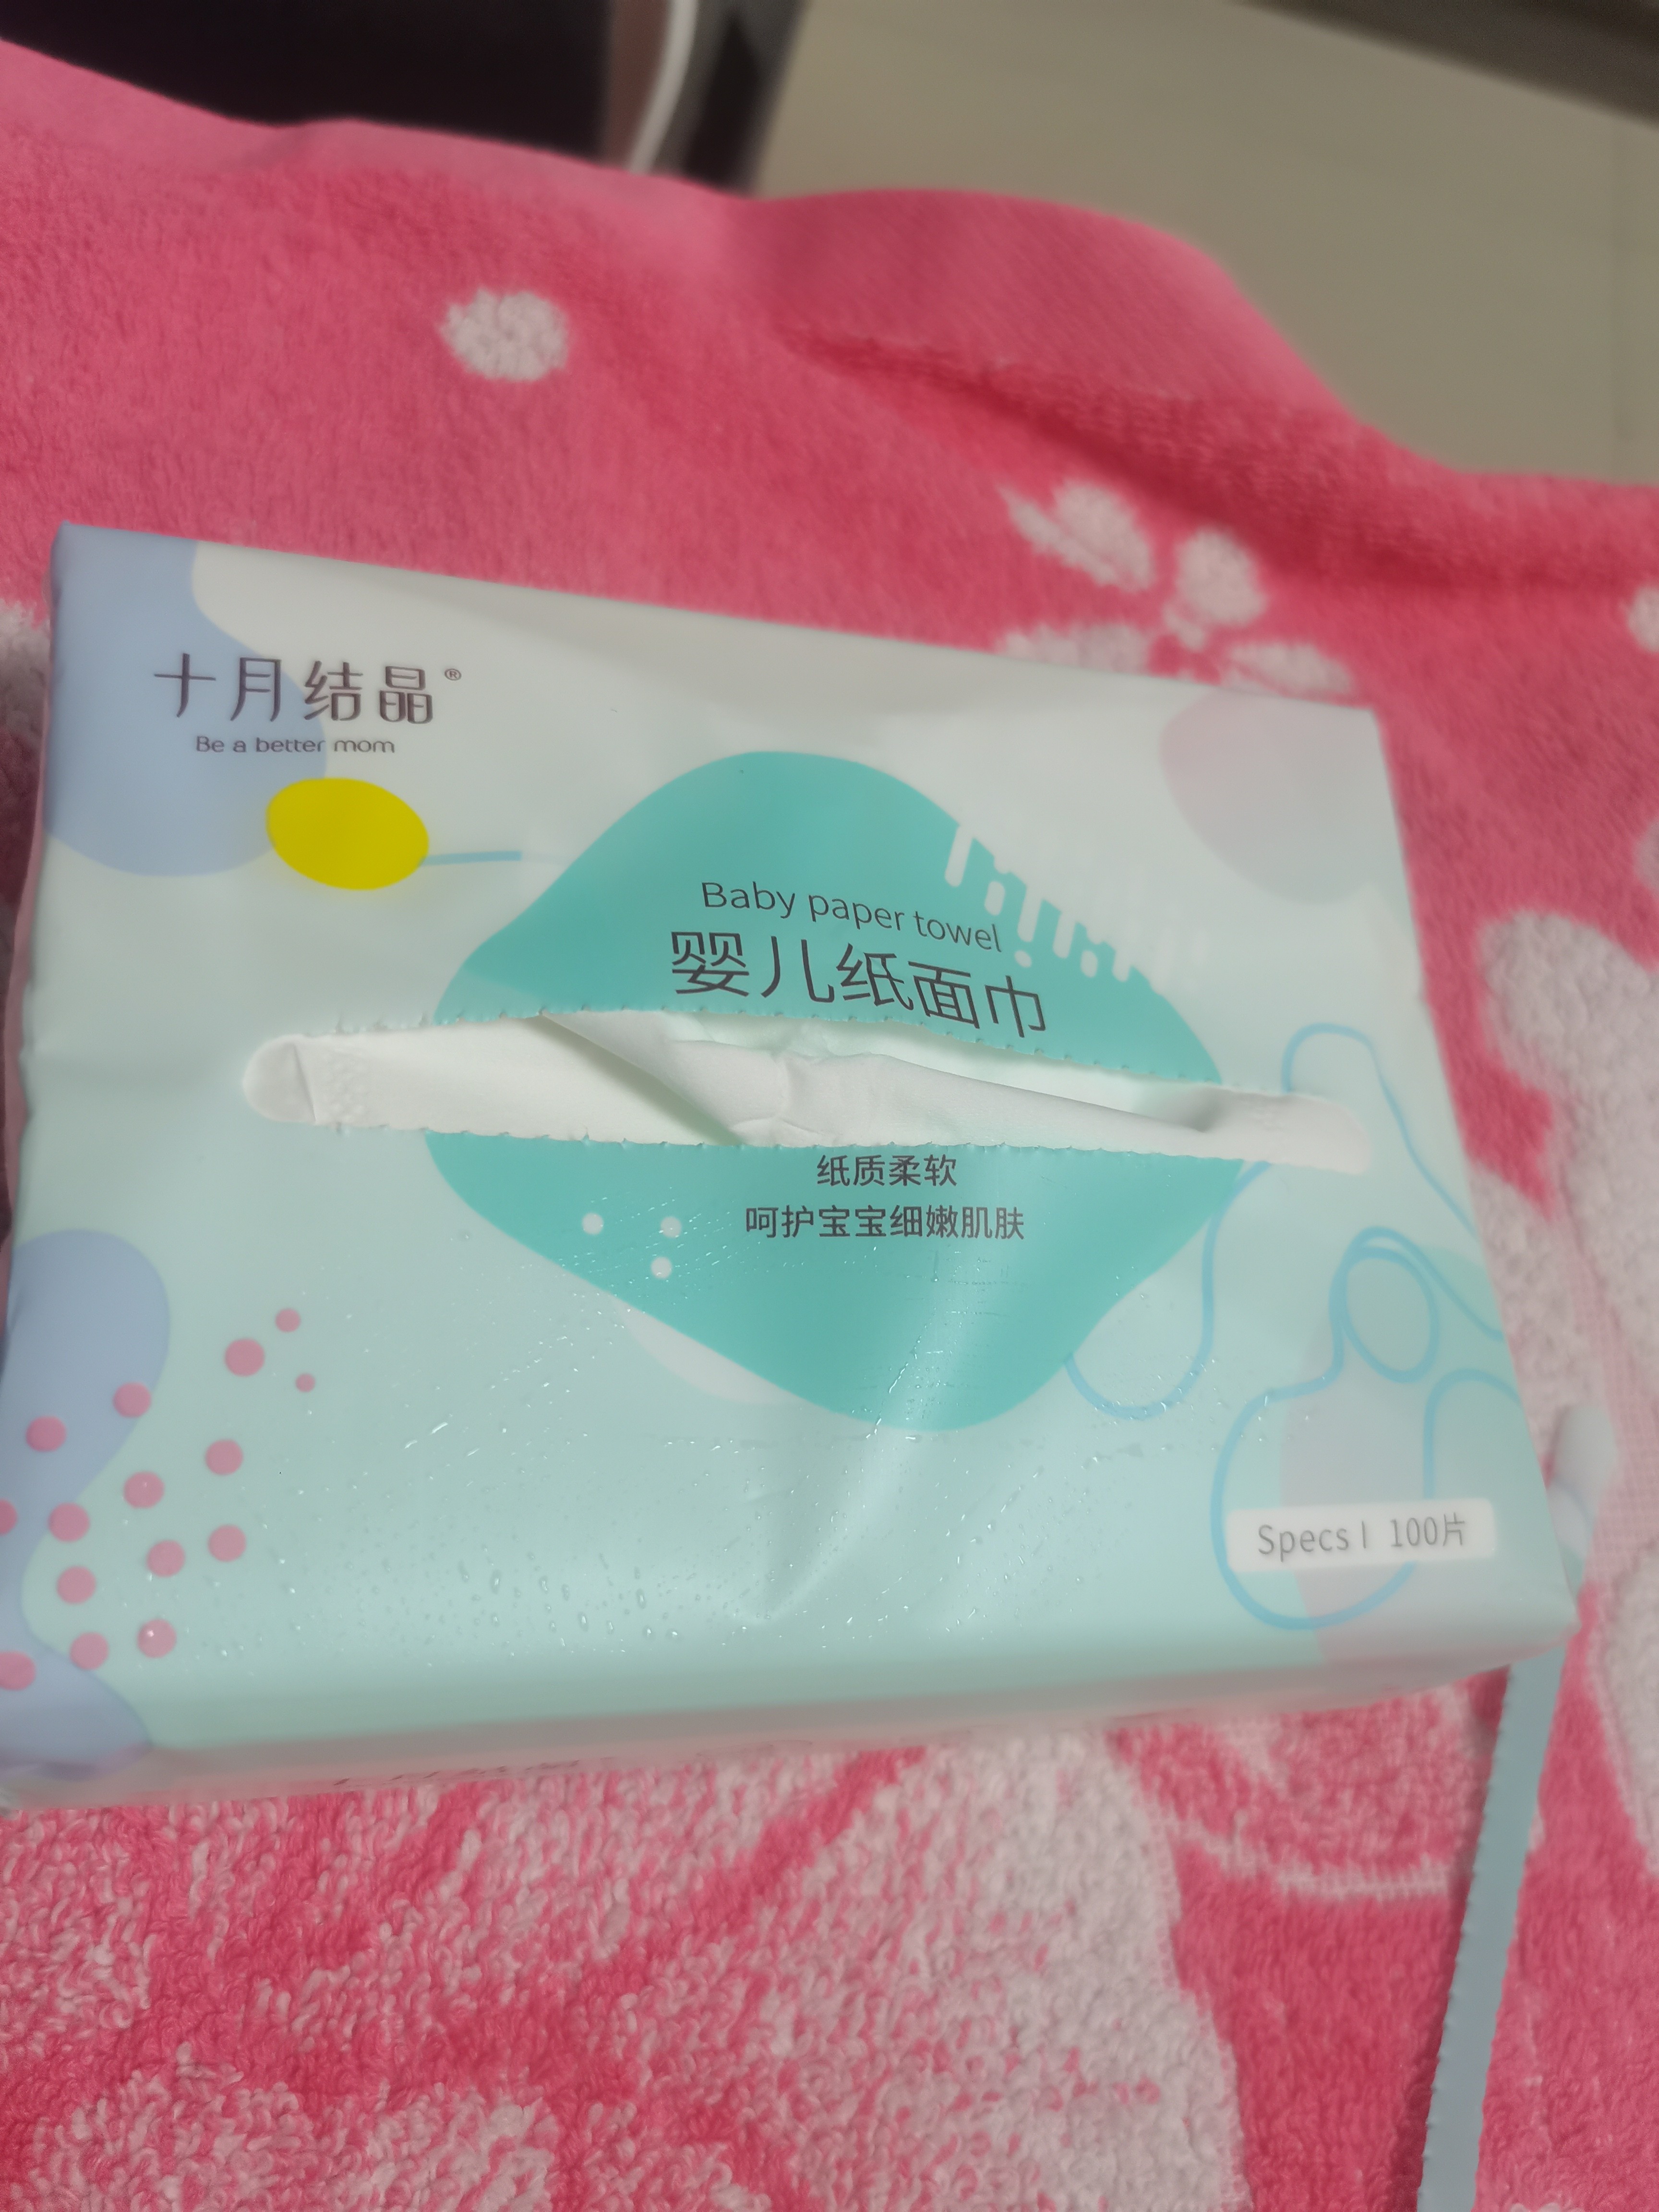 十月结晶®
Be a better mom
Baby paper towel
婴儿纸面巾
纸质柔软
呵护宝宝细嫩肌肤
Specs | 100片